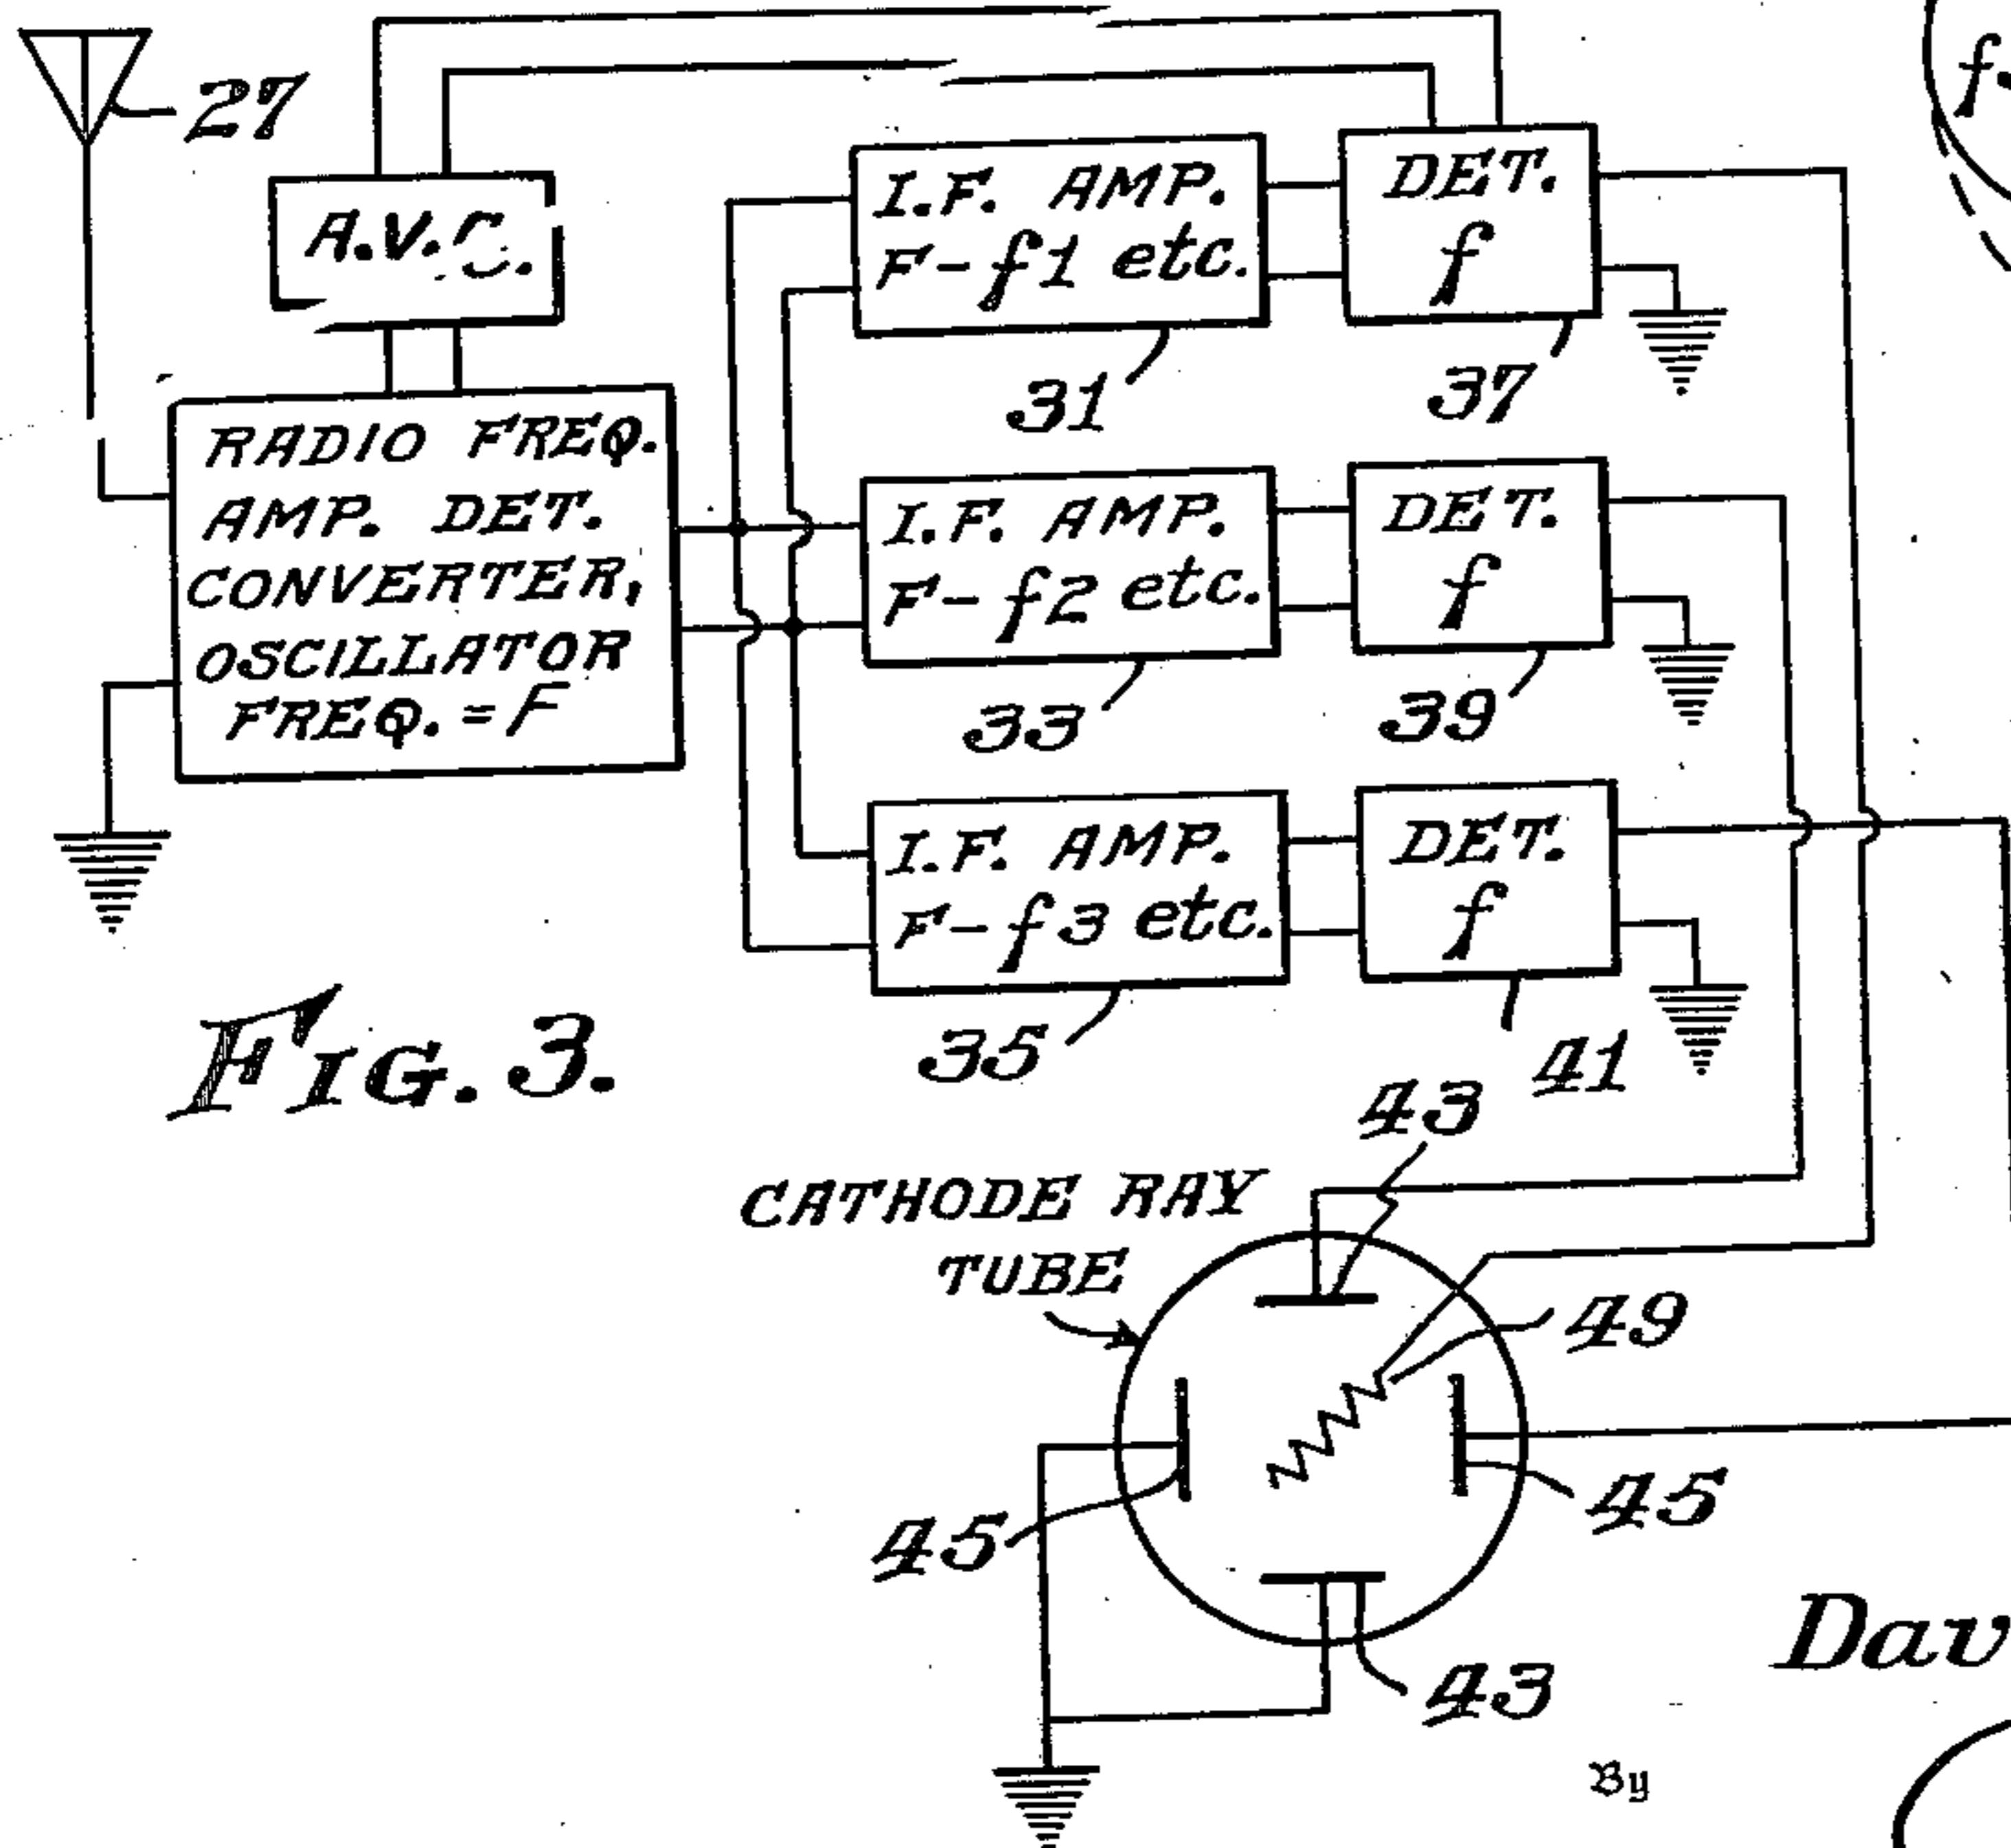 27
A.V.C.
RADIO FREQ.
AMP. DET.
CONVERTER,
OSCILLATOR
FREQ. = F
I.F. AMP.
F-f1 etc.
31
DET.
f
37
I.F. AMP.
F-f2 etc.
33
DET.
f
39
I.F. AMP.
F-f3 etc.
35
DET.
f
41
FIG. 3.
CATHODE RAY
TUBE
43
49
45
45
43
f
Dav
By